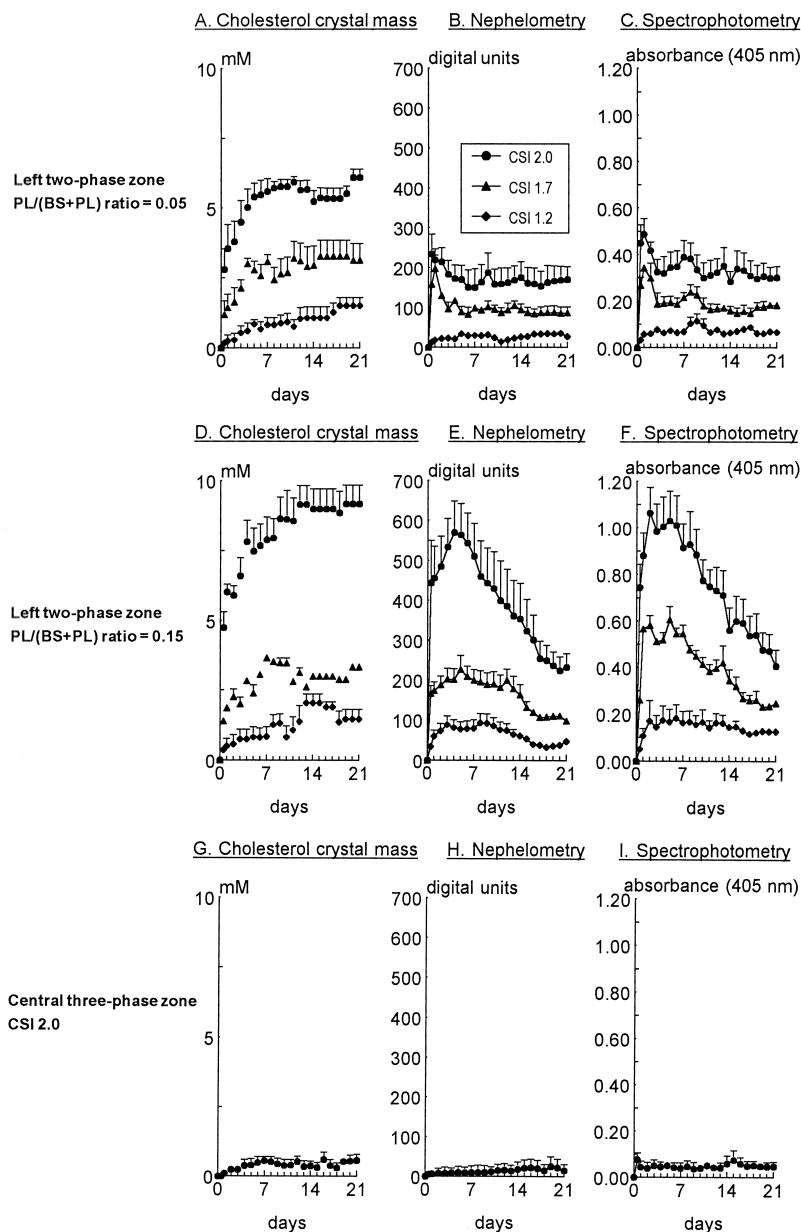 A. Cholesterol crystal mass
B. Nephelometry
C. Spectrophotometry
mM
digital units
absorbance (405 nm)
Left two-phase zone
PL/(BS+PL) ratio = 0.05
10
5
0
0 7 14 21
days
700
600
500
400
300
200
100
0
0 7 14 21
days
CSI 2.0
CSI 1.7
CSI 1.2
1.20
1.00
0.80
0.60
0.40
0.20
0.00
0 7 14 21
days
D. Cholesterol crystal mass
E. Nephelometry
F. Spectrophotometry
mM
digital units
absorbance (405 nm)
Left two-phase zone
PL/(BS+PL) ratio = 0.15
10
5
0
0 7 14 21
days
700
600
500
400
300
200
100
0
0 7 14 21
days
1.20
1.00
0.80
0.60
0.40
0.20
0.00
0 7 14 21
days
G. Cholesterol crystal mass
H. Nephelometry
I. Spectrophotometry
mM
digital units
absorbance (405 nm)
Central three-phase zone
CSI 2.0
10
5
0
0 7 14 21
days
700
600
500
400
300
200
100
0
0 7 14 21
days
1.20
1.00
0.80
0.60
0.40
0.20
0.00
0 7 14 21
days